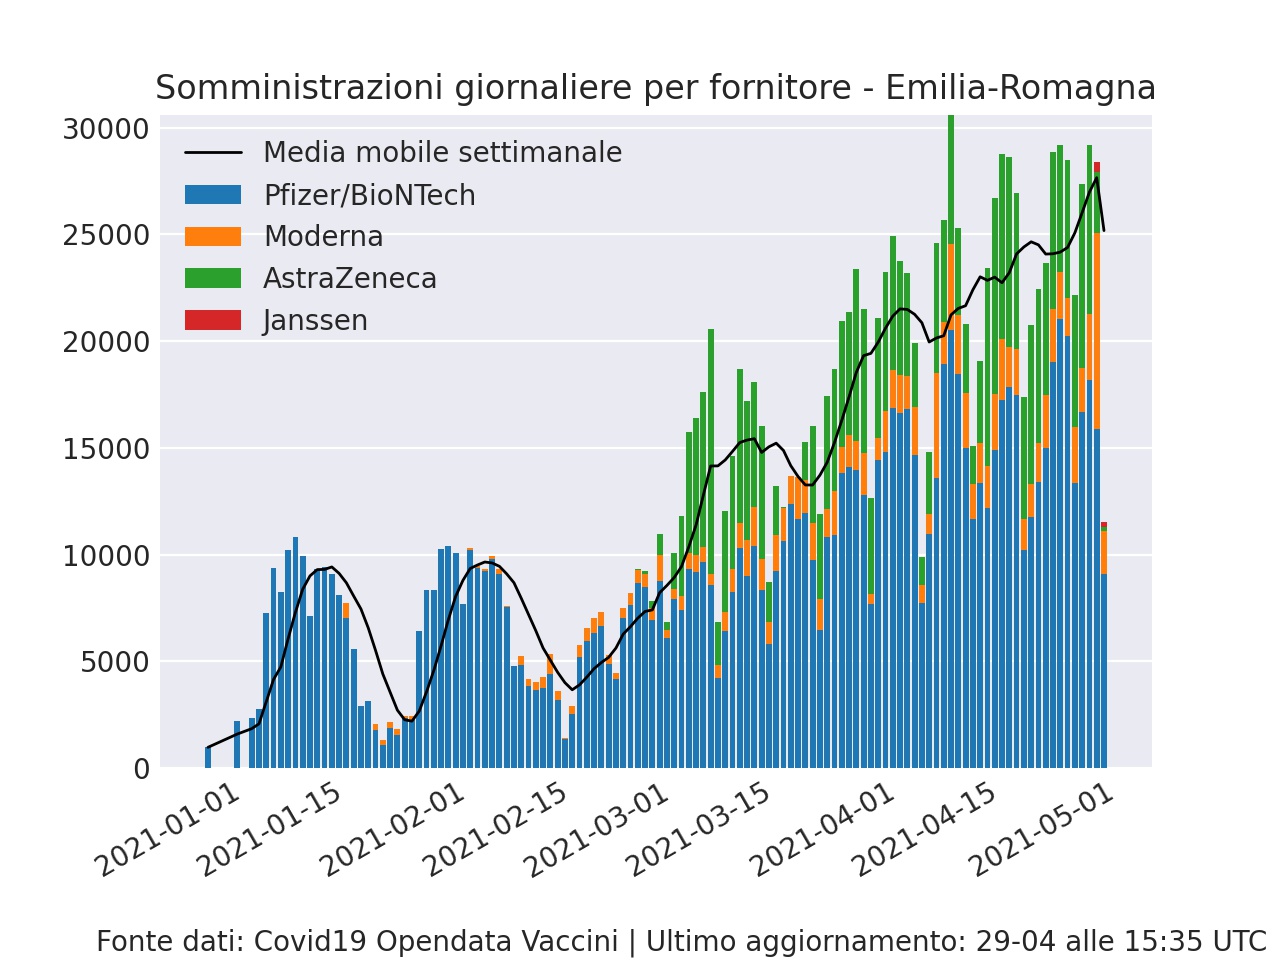 Somministrazioni giornaliere per fornitore - Emilia-Romagna
30000
25000
20000
15000
10000
5000
0
Media mobile settimanale
Pfizer/BioNTech
Moderna
AstraZeneca
Janssen
2021-01-01
2021-01-15
2021-02-01
2021-02-15
2021-03-01
2021-03-15
2021-04-01
2021-04-15
2021-05-01
Fonte dati: Covid19 Opendata Vaccini | Ultimo aggiornamento: 29-04 alle 15:35 UTC